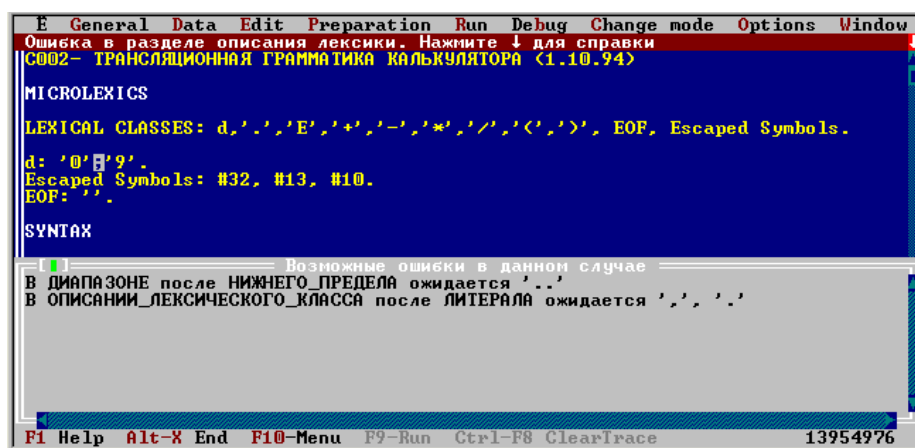 E General Data Edit Preparation Run Debug Change mode Options Window
Ошибка в разделе описания лексики. Нажмите ↓ для справки
C002- ТРАНСЛЯЦИОННАЯ ГРАММАТИКА КАЛЬКУЛЯТОРА (1.10.94)
MICROLEXICS
LEXICAL CLASSES: d,'.','E','+','-','*','/','(',')', EOF, Escaped Symbols.
d: '0';'9'.
Escaped Symbols: #32, #13, #10.
EOF: ''.
SYNTAX
Возможные ошибки в данном случае
В ДИАПАЗОНЕ после НИЖНЕГО_ПРЕДЕЛА ожидается '..'
В ОПИСАНИИ_ЛЕКСИЧЕСКОГО_КЛАССА после ЛИТЕРАЛА ожидается ',', '.'
F1 Help Alt-X End F10-Menu F9-Run Ctrl-F8 ClearTrace 13954976